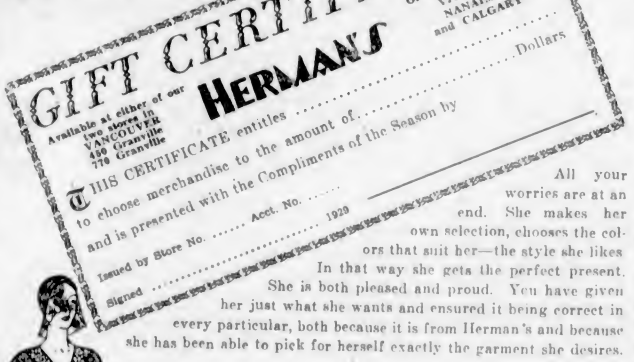 GIFT
HERMAN'S
NANAI
and CALGARY
Available at either of our
two stores in
VANCOUVER
450 Granville
770 Granville
THIS CERTIFICATE entitles ..............................
to choose merchandise to the amount of..............................Dollars
and is presented with the Compliments of the Season by
Issued by Store No. ....... Acct. No. .......
Signed .............................. 1929
All your
worries are at an
end. She makes her
own selection, chooses the col-
ors that suit her—the style she likes
In that way she gets the perfect present.
She is both pleased and proud. You have given
her just what she wants and ensured it being correct in
every particular, both because it is from Herman's and because
she has been able to pick for herself exactly the garment she desires.